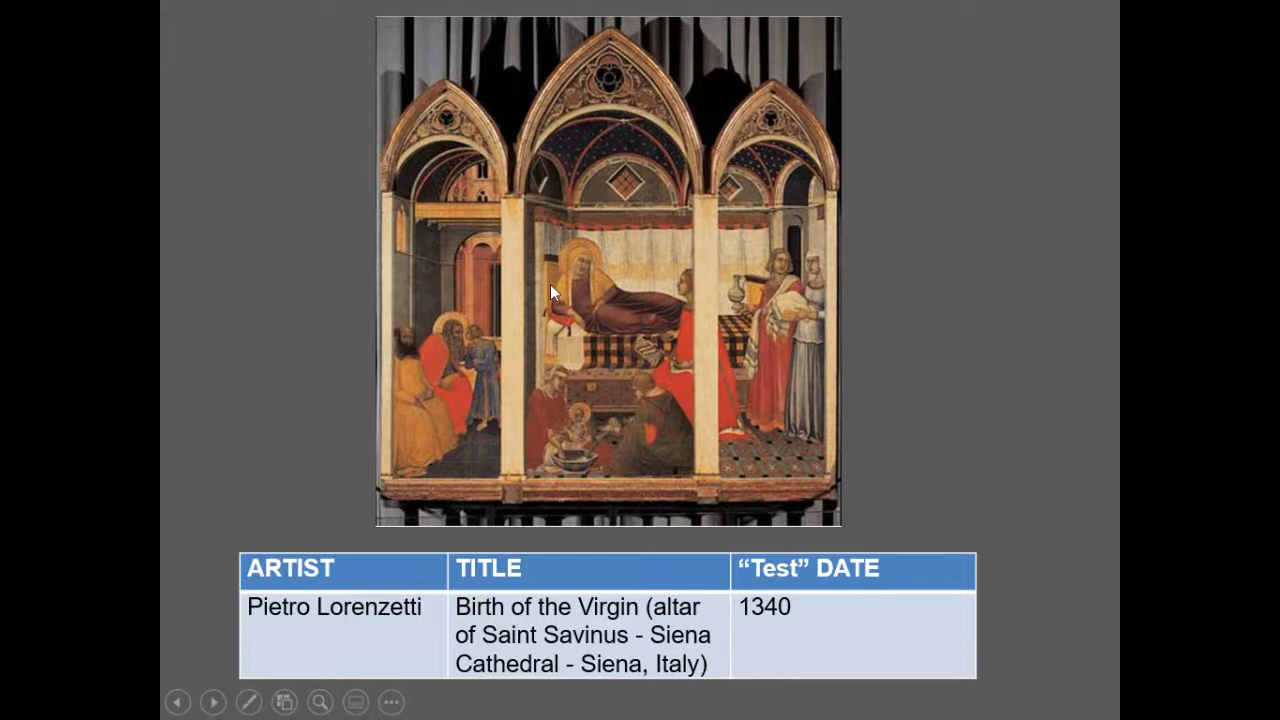 ARTIST
TITLE
“Test” DATE
Pietro Lorenzetti
Birth of the Virgin (altar
of Saint Savinus - Siena
Cathedral - Siena, Italy)
1340